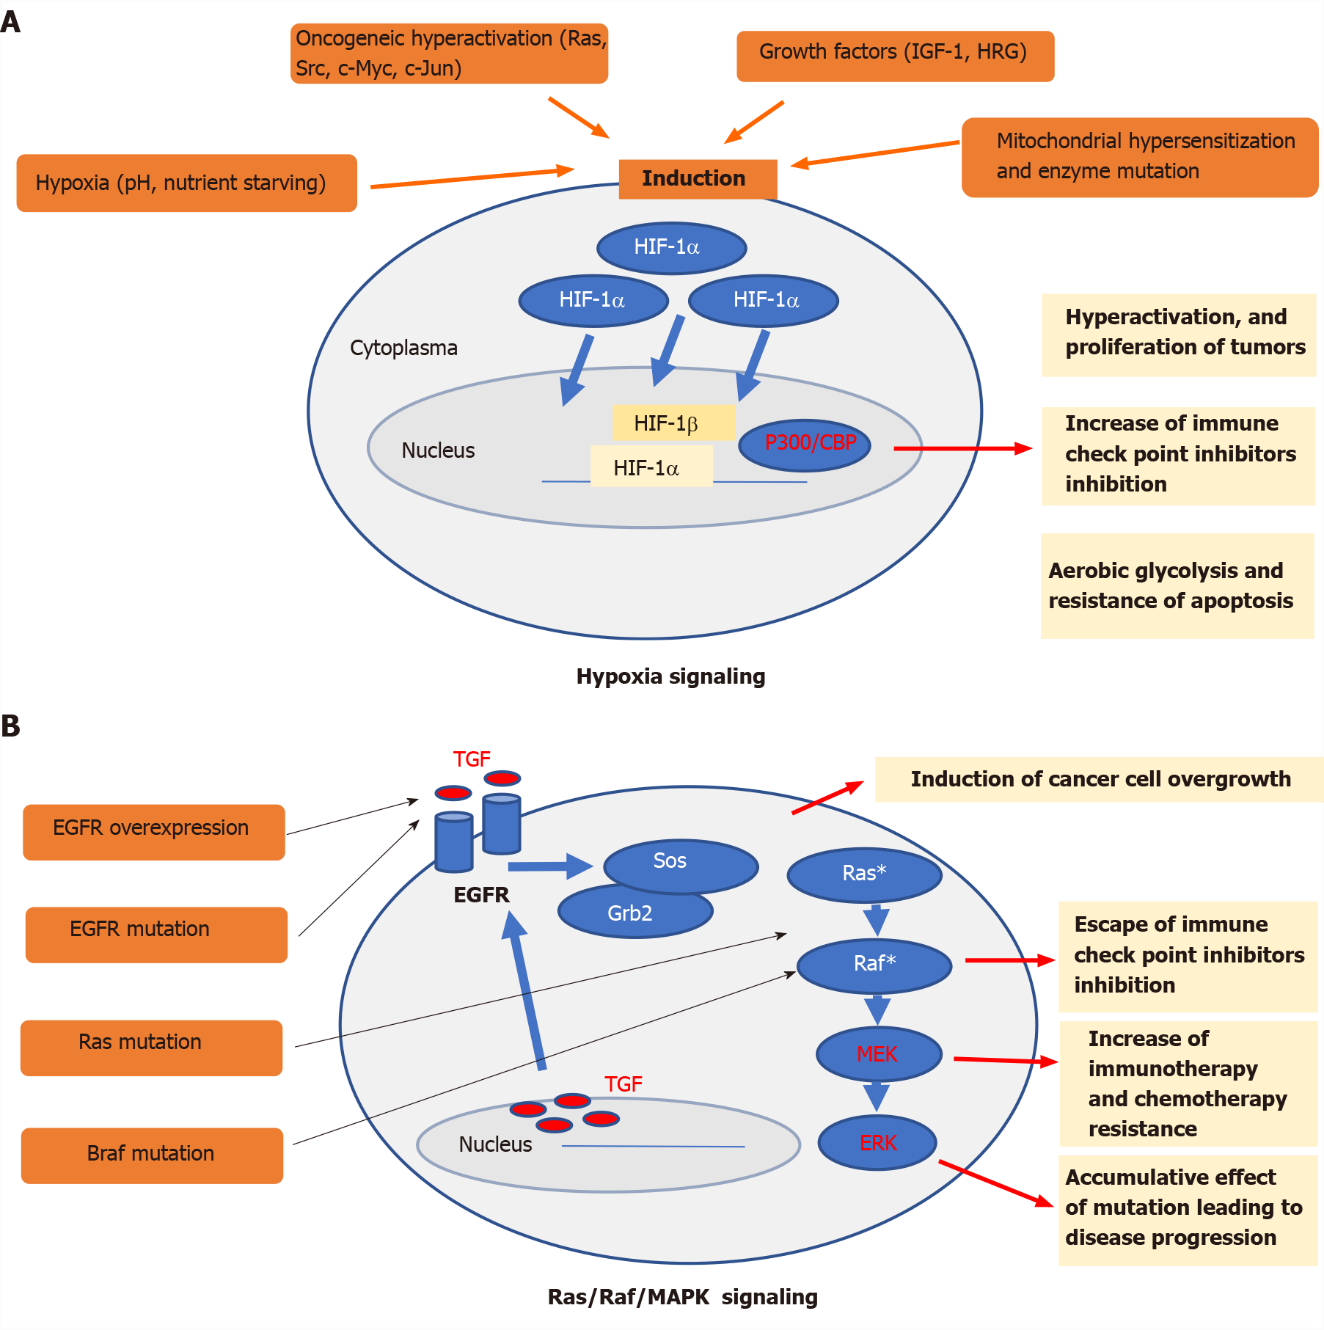 A
Oncogeneic hyperactivation (Ras,
Src, c-Myc, c-Jun)
Growth factors (IGF-1, HRG)
Hypoxia (pH, nutrient starving)
Mitochondrial hypersensitization
and enzyme mutation
Induction
HIF-1α
HIF-1α
HIF-1α
Cytoplasma
Nucleus
HIF-1β
HIF-1α
P300/CBP
Hyperactivation, and
proliferation of tumors
Increase of immune
check point inhibitors
inhibition
Aerobic glycolysis and
resistance of apoptosis
Hypoxia signaling
B
TGF
EGFR overexpression
EGFR mutation
Ras mutation
Braf mutation
EGFR
Sos
Grb2
Ras*
Raf*
MEK
ERK
TGF
Nucleus
Induction of cancer cell overgrowth
Escape of immune
check point inhibitors
inhibition
Increase of
immunotherapy
and chemotherapy
resistance
Accumulative effect
of mutation leading to
disease progression
Ras/Raf/MAPK signaling